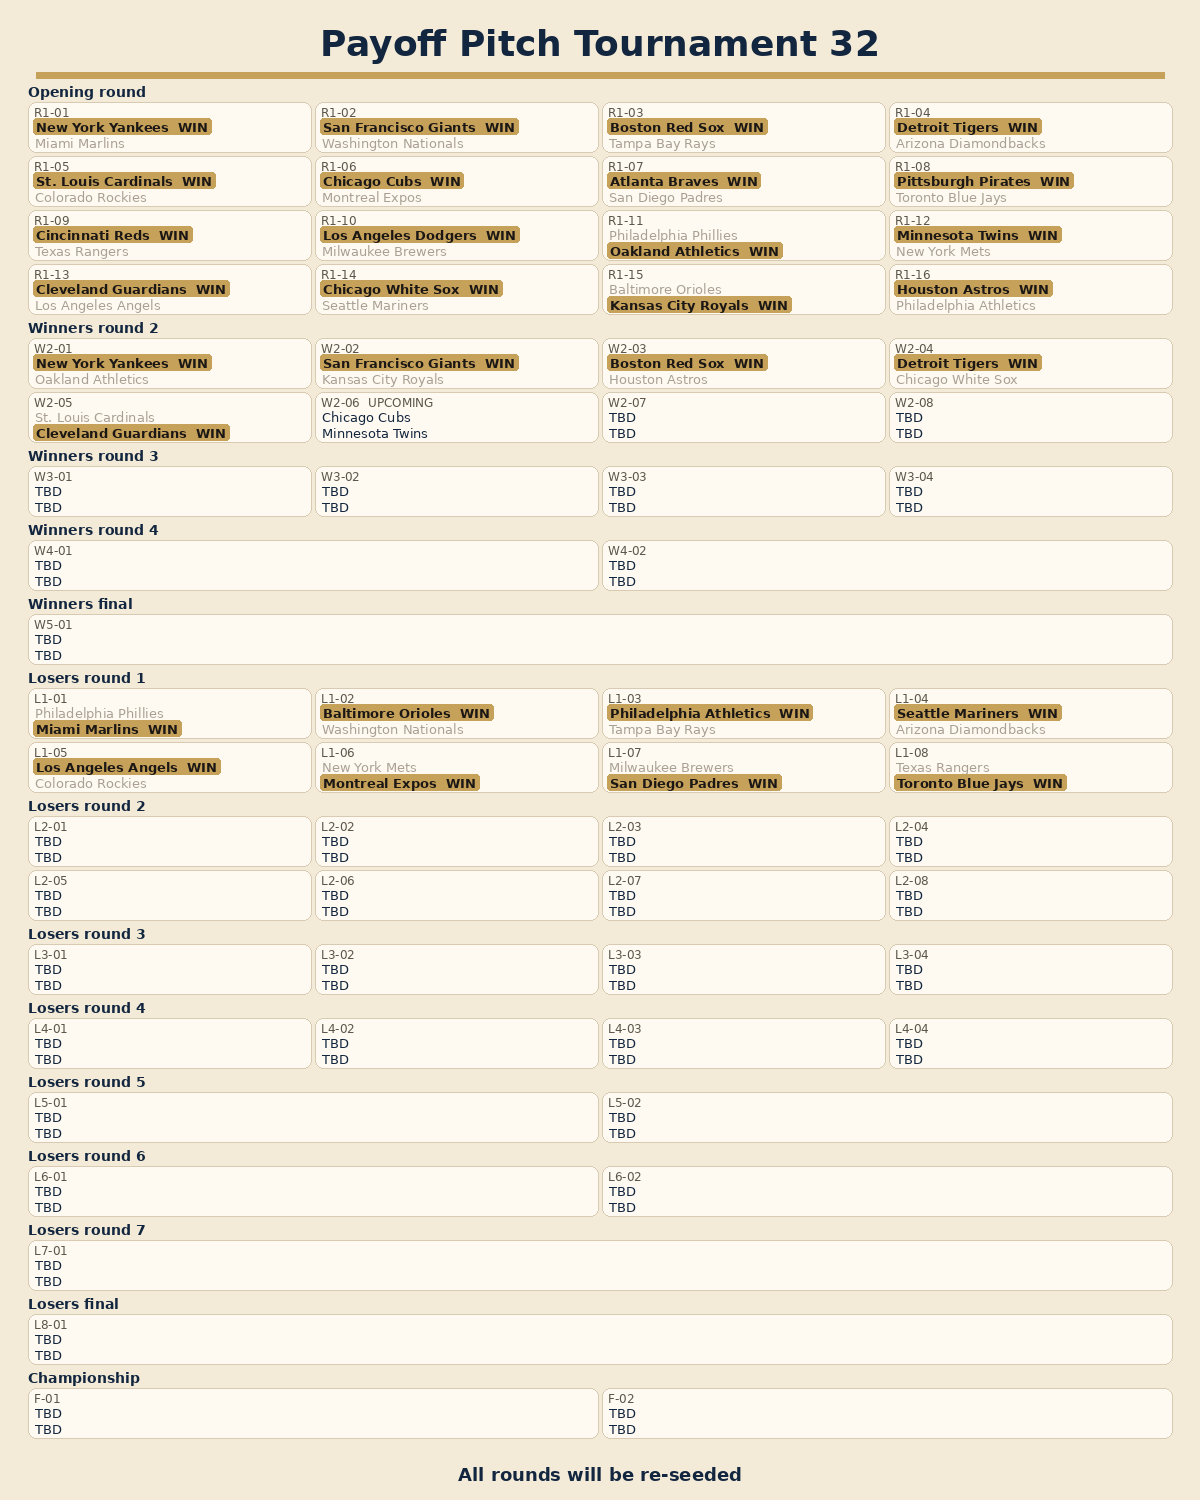 Payoff Pitch Tournament 32
Opening round
R1-01
New York Yankees WIN
Miami Marlins
R1-02
San Francisco Giants WIN
Washington Nationals
R1-03
Boston Red Sox WIN
Tampa Bay Rays
R1-04
Detroit Tigers WIN
Arizona Diamondbacks
R1-05
St. Louis Cardinals WIN
Colorado Rockies
R1-06
Chicago Cubs WIN
Montreal Expos
R1-07
Atlanta Braves WIN
San Diego Padres
R1-08
Pittsburgh Pirates WIN
Toronto Blue Jays
R1-09
Cincinnati Reds WIN
Texas Rangers
R1-10
Los Angeles Dodgers WIN
Milwaukee Brewers
R1-11
Philadelphia Phillies
Oakland Athletics WIN
R1-12
Minnesota Twins WIN
New York Mets
R1-13
Cleveland Guardians WIN
Los Angeles Angels
R1-14
Chicago White Sox WIN
Seattle Mariners
R1-15
Baltimore Orioles
Kansas City Royals WIN
R1-16
Houston Astros WIN
Philadelphia Athletics
Winners round 2
W2-01
New York Yankees WIN
Oakland Athletics
W2-02
San Francisco Giants WIN
Kansas City Royals
W2-03
Boston Red Sox WIN
Houston Astros
W2-04
Detroit Tigers WIN
Chicago White Sox
W2-05
St. Louis Cardinals
Cleveland Guardians WIN
W2-06 UPCOMING
Chicago Cubs
Minnesota Twins
W2-07
TBD
TBD
W2-08
TBD
TBD
Winners round 3
W3-01
TBD
TBD
W3-02
TBD
TBD
W3-03
TBD
TBD
W3-04
TBD
TBD
Winners round 4
W4-01
TBD
TBD
W4-02
TBD
TBD
Winners final
W5-01
TBD
TBD
Losers round 1
L1-01
Philadelphia Phillies
Miami Marlins WIN
L1-02
Baltimore Orioles WIN
Washington Nationals
L1-03
Philadelphia Athletics WIN
Tampa Bay Rays
L1-04
Seattle Mariners WIN
Arizona Diamondbacks
L1-05
Los Angeles Angels WIN
Colorado Rockies
L1-06
New York Mets
Montreal Expos WIN
L1-07
Milwaukee Brewers
San Diego Padres WIN
L1-08
Texas Rangers
Toronto Blue Jays WIN
Losers round 2
L2-01
TBD
TBD
L2-02
TBD
TBD
L2-03
TBD
TBD
L2-04
TBD
TBD
L2-05
TBD
TBD
L2-06
TBD
TBD
L2-07
TBD
TBD
L2-08
TBD
TBD
Losers round 3
L3-01
TBD
TBD
L3-02
TBD
TBD
L3-03
TBD
TBD
L3-04
TBD
TBD
Losers round 4
L4-01
TBD
TBD
L4-02
TBD
TBD
L4-03
TBD
TBD
L4-04
TBD
TBD
Losers round 5
L5-01
TBD
TBD
L5-02
TBD
TBD
Losers round 6
L6-01
TBD
TBD
L6-02
TBD
TBD
Losers round 7
L7-01
TBD
TBD
Losers final
L8-01
TBD
TBD
Championship
F-01
TBD
TBD
F-02
TBD
TBD
All rounds will be re-seeded